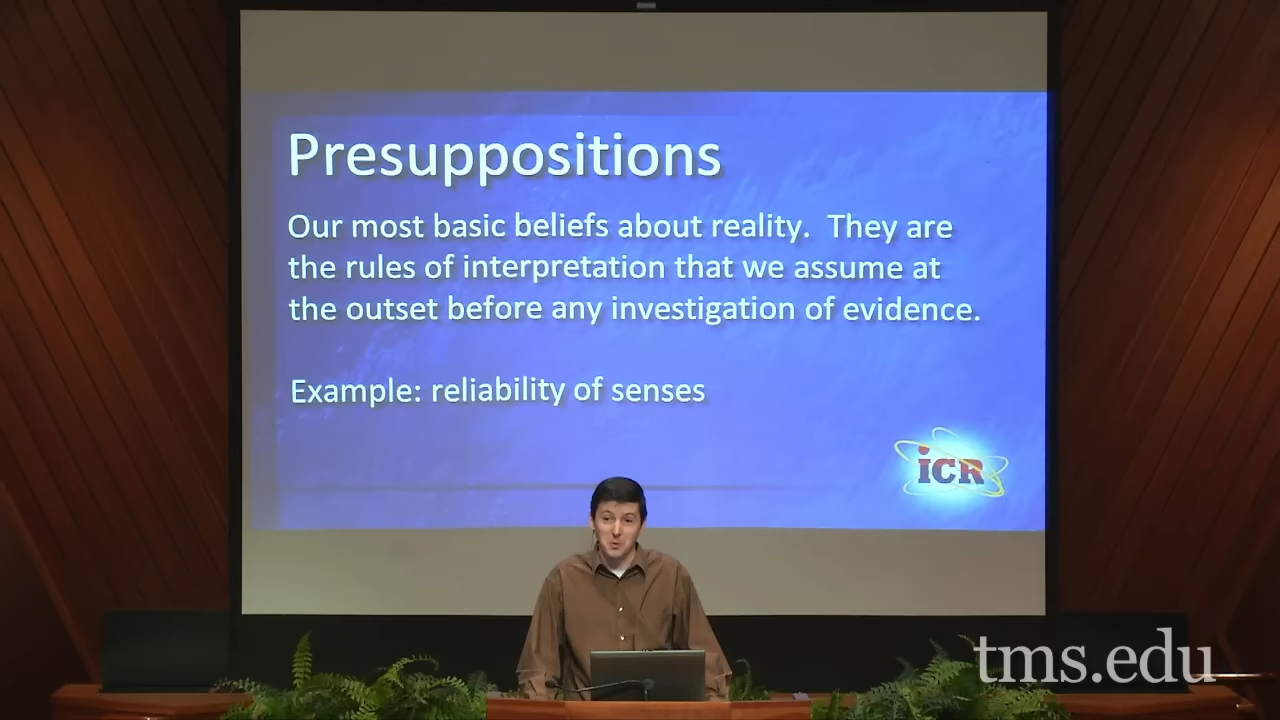 Presuppositions
Our most basic beliefs about reality.  They are
the rules of interpretation that we assume at
the outset before any investigation of evidence.
Example: reliability of senses
iCR
tms.edu